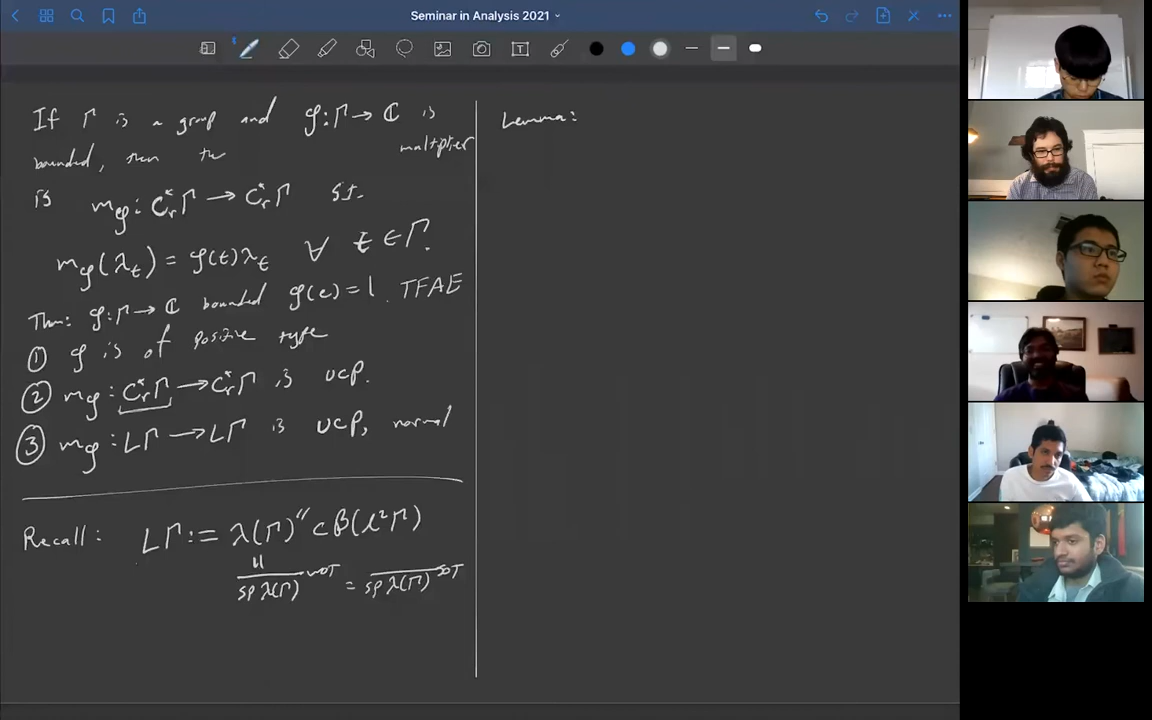 Seminar in Analysis 2021
If Γ is a group and φ: Γ → ℂ is
bounded, then the multiplier
is m_φ: C*_r Γ → C*_r Γ s.t.
m_φ(λ_t) = φ(t)λ_t ∀ t ∈ Γ.
Thm: φ: Γ → ℂ bounded φ(e) = 1. TFAE
① φ is of positive type
② m_φ: C*_r Γ → C*_r Γ is ucp.
③ m_φ: LΓ → LΓ is ucp, normal
Recall: LΓ := λ(Γ)'' ⊂ B(ℓ²Γ)
sp λ(Γ) WOT = sp λ(Γ) SOT
Lemma: